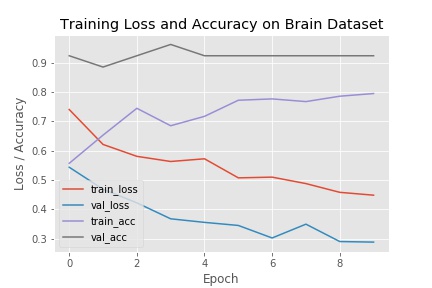 Training Loss and Accuracy on Brain Dataset
Loss / Accuracy
0.9
0.8
0.7
0.6
0.5
0.4
0.3
train_loss
val_loss
train_acc
val_acc
0 2 4 6 8
Epoch